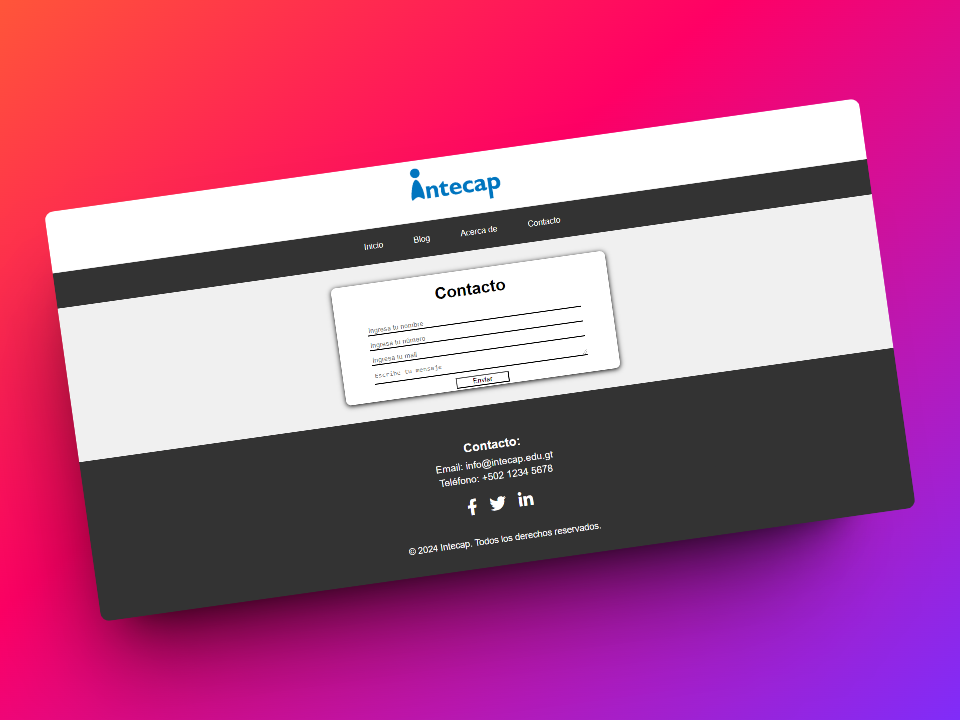 intecap
Inicio Blog Acerca de Contacto
Contacto
Ingresa tu nombre
Ingresa tu número
Ingresa tu mail
Escribe tu mensaje
Enviar
Contacto:
Email: info@intecap.edu.gt
Teléfono: +502 1234 5678
© 2024 Intecap. Todos los derechos reservados.